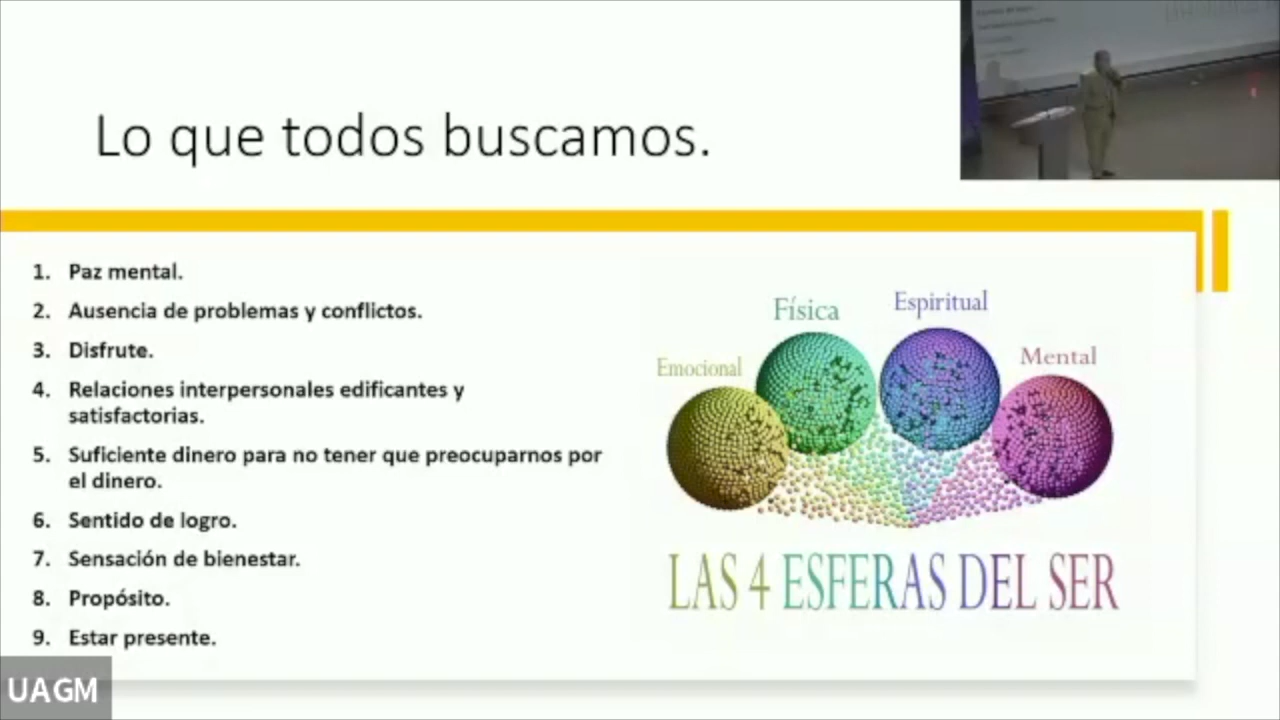 Lo que todos buscamos.
1. Paz mental.
2. Ausencia de problemas y conflictos.
3. Disfrute.
4. Relaciones interpersonales edificantes y
satisfactorias.
5. Suficiente dinero para no tener que preocuparnos por
el dinero.
6. Sentido de logro.
7. Sensación de bienestar.
8. Propósito.
9. Estar presente.
Emocional
Física
Espiritual
Mental
LAS 4 ESFERAS DEL SER
UAGM